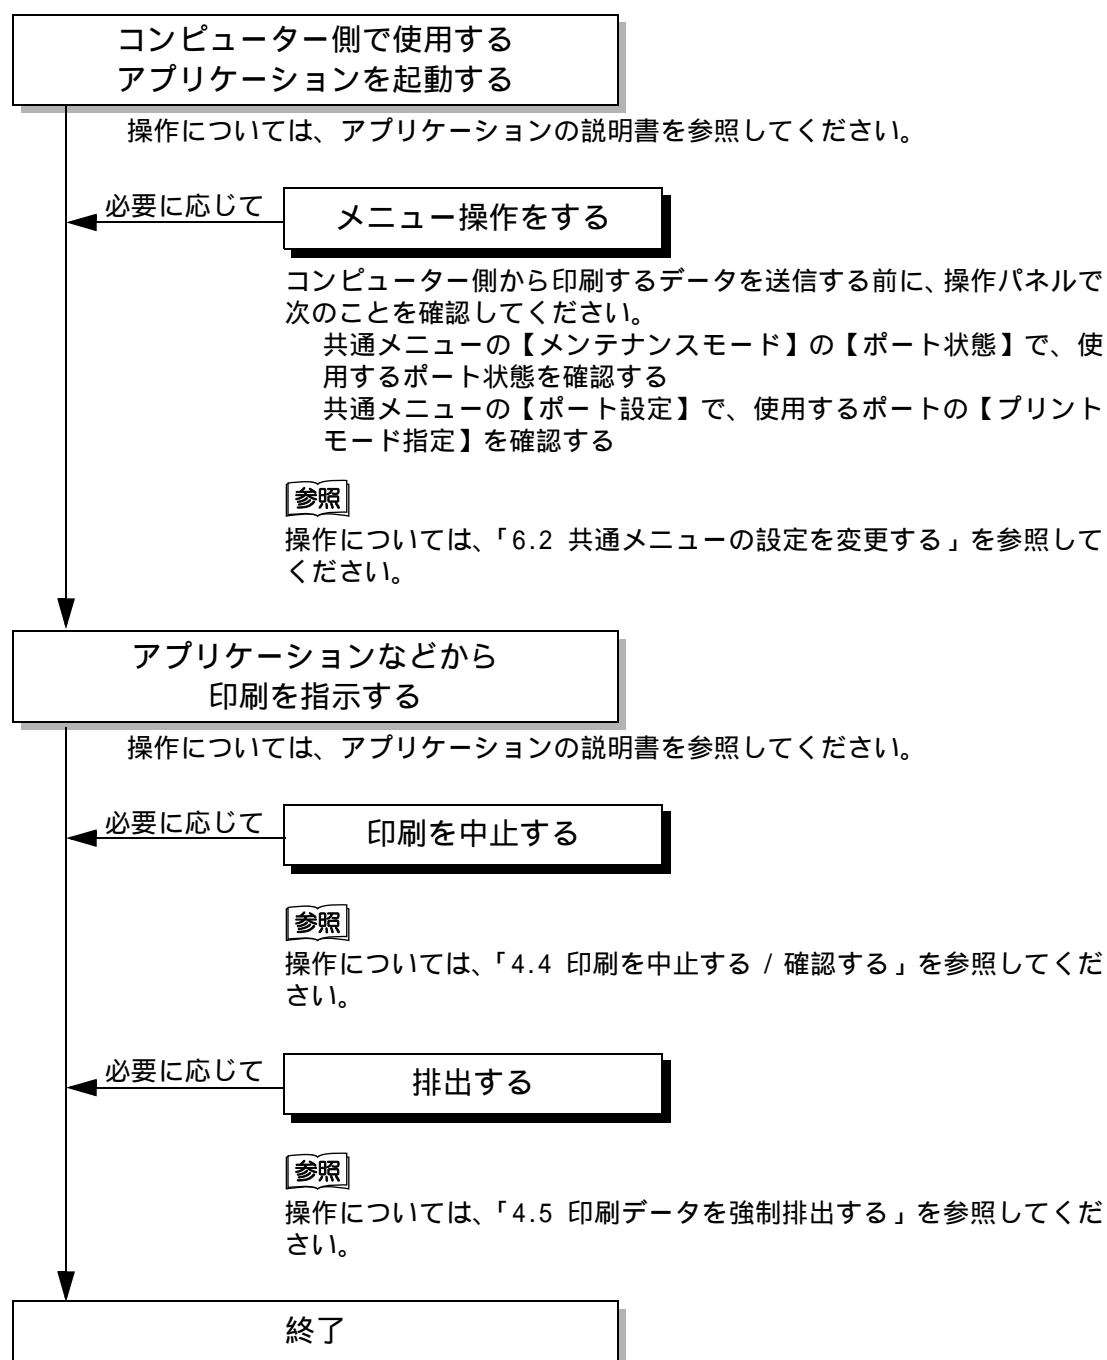 コンピューター側で使用する
アプリケーションを起動する
操作については、アプリケーションの説明書を参照してください。
必要に応じて
メニュー操作をする
コンピューター側から印刷するデータを送信する前に、操作パネルで
次のことを確認してください。
共通メニューの【メンテナンスモード】の【ポート状態】で、使
用するポート状態を確認する
共通メニューの【ポート設定】で、使用するポートの【プリント
モード指定】を確認する
参照
操作については、「6.2 共通メニューの設定を変更する」を参照して
ください。
アプリケーションなどから
印刷を指示する
操作については、アプリケーションの説明書を参照してください。
必要に応じて
印刷を中止する
参照
操作については、「4.4 印刷を中止する / 確認する」を参照してくだ
さい。
必要に応じて
排出する
参照
操作については、「4.5 印刷データを強制排出する」を参照してくだ
さい。
終了